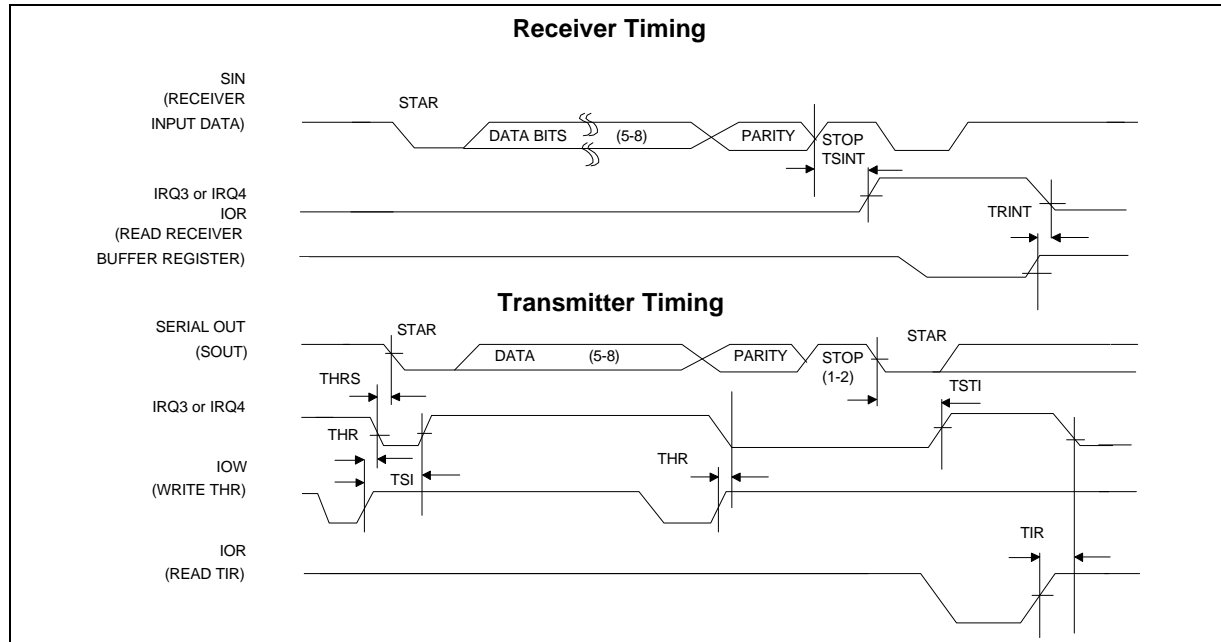 Receiver Timing
SIN
(RECEIVER
INPUT DATA)
STAR
DATA BITS (5-8)
PARITY
STOP
TSINT
IRQ3 or IRQ4
IOR
(READ RECEIVER
BUFFER REGISTER)
TRINT
Transmitter Timing
SERIAL OUT
(SOUT)
STAR
DATA (5-8)
PARITY
STOP
(1-2)
STAR
THRS
TSTI
IRQ3 or IRQ4
THR
THR
IOW
(WRITE THR)
TSI
IOR
(READ TIR)
TIR